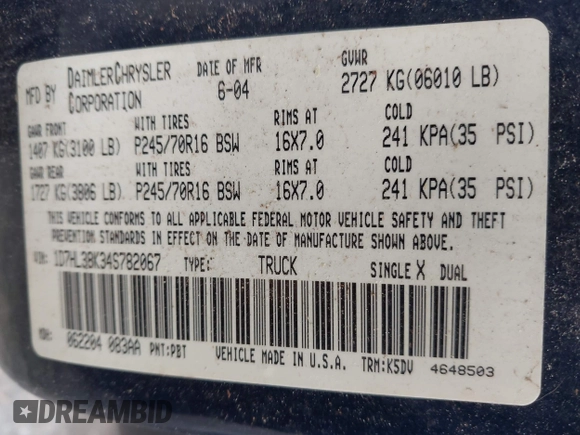 MFD BY DAIMLERCHRYSLER CORPORATION DATE OF MFR 6-04 GVWR 2727 KG(06010 LB)
GAWR FRONT WITH TIRES RIMS AT COLD
1407 KG(3100 LB) P245/70R16 BSW 16X7.0 241 KPA(35 PSI)
GAWR REAR WITH TIRES RIMS AT COLD
1727 KG(3806 LB) P245/70R16 BSW 16X7.0 241 KPA(35 PSI)
THIS VEHICLE CONFORMS TO ALL APPLICABLE FEDERAL MOTOR VEHICLE SAFETY AND THEFT
PREVENTION STANDARDS IN EFFECT ON THE DATE OF MANUFACTURE SHOWN ABOVE.
VIN: 1D7HL38K34S782067 TYPE: TRUCK SINGLE X DUAL
MDH: 062204 083AA PNT:PBT VEHICLE MADE IN U.S.A. TRM:K5DV 4648503
DREAMBID